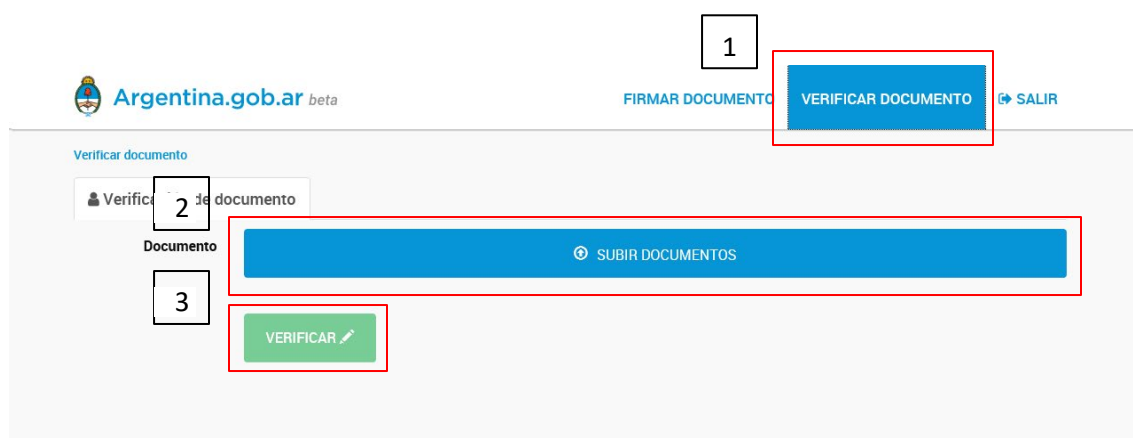 1
Argentina.gob.ar beta
FIRMAR DOCUMENTO VERIFICAR DOCUMENTO SALIR
Verificar documento
de documento
2
Documento
SUBIR DOCUMENTOS
3
VERIFICAR